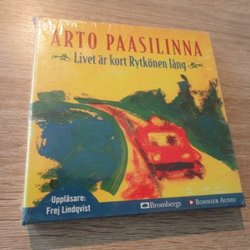 ARTO PAASILINNA
Livet är kort Rytkönen lång
Uppläsare:
Frej Lindqvist
Brombergs
BONNIER AUDIO